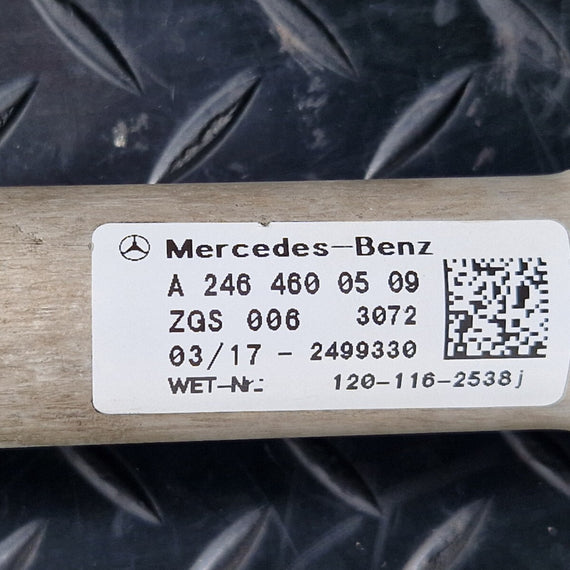 Mercedes-Benz
A 246 460 05 09
ZGS 006 3072
03/17 - 2499330
WET-Nr.: 120-116-2538j